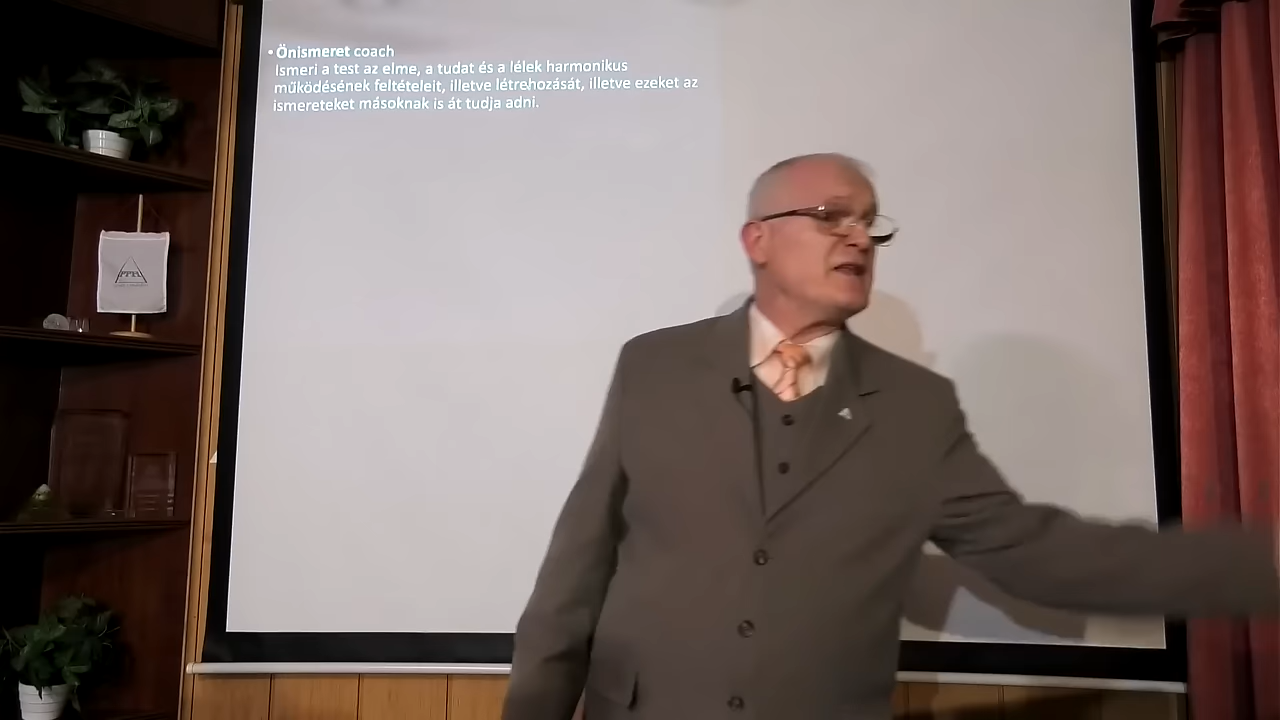 • Önismeret coach
Ismeri a test az elme, a tudat és a lélek harmonikus
működésének feltételeit, illetve létrehozását, illetve ezeket az
ismereteket másoknak is át tudja adni.